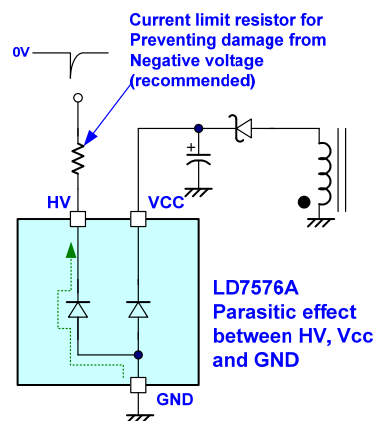 Current limit resistor for
Preventing damage from
Negative voltage
(recommended)
0V
+
HV
VCC
LD7576A
Parasitic effect
between HV, Vcc
and GND
GND